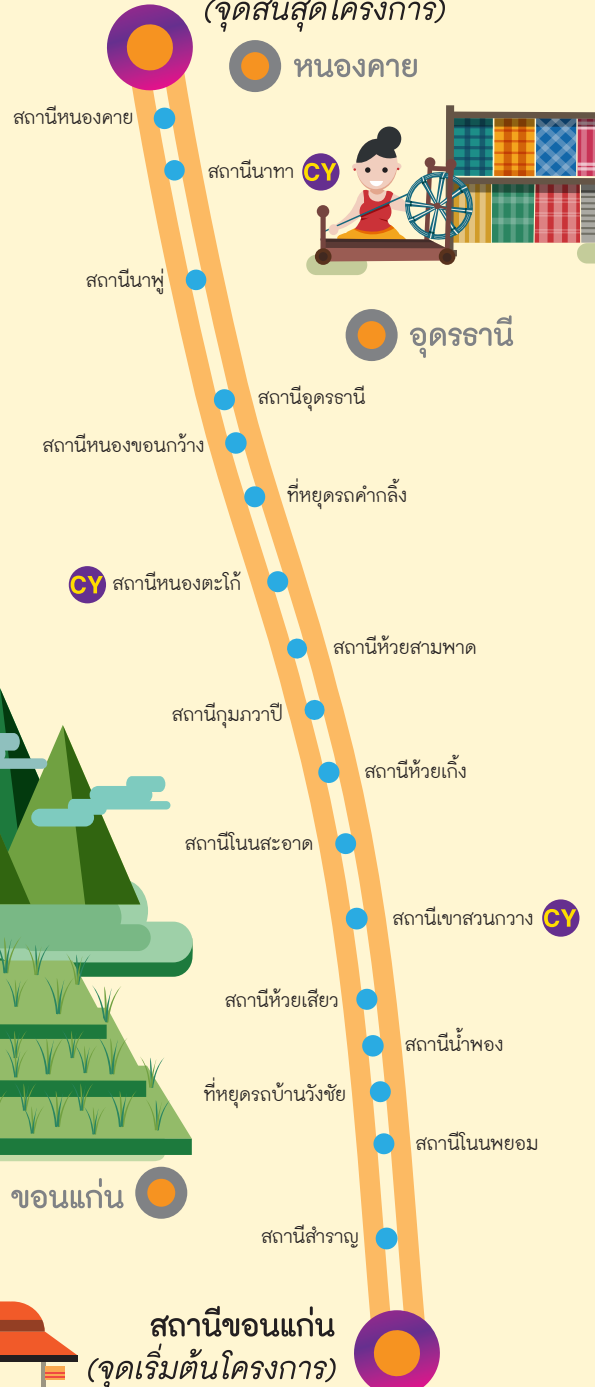 (จุดสิ้นสุดโครงการ)
หนองคาย
สถานีหนองคาย
สถานีนาทา CY
สถานีนาพู่
อุดรธานี
สถานีอุดรธานี
สถานีหนองขอนกว้าง
ที่หยุดรถคำกลิ้ง
CY สถานีหนองตะไก้
สถานีห้วยสามพาด
สถานีกุมภวาปี
สถานีห้วยเกิ้ง
สถานีโนนสะอาด
สถานีเขาสวนกวาง CY
สถานีห้วยเสียว
สถานีน้ำพอง
ที่หยุดรถบ้านวังชัย
สถานีโนนพยอม
ขอนแก่น
สถานีสำราญ
สถานีขอนแก่น
(จุดเริ่มต้นโครงการ)